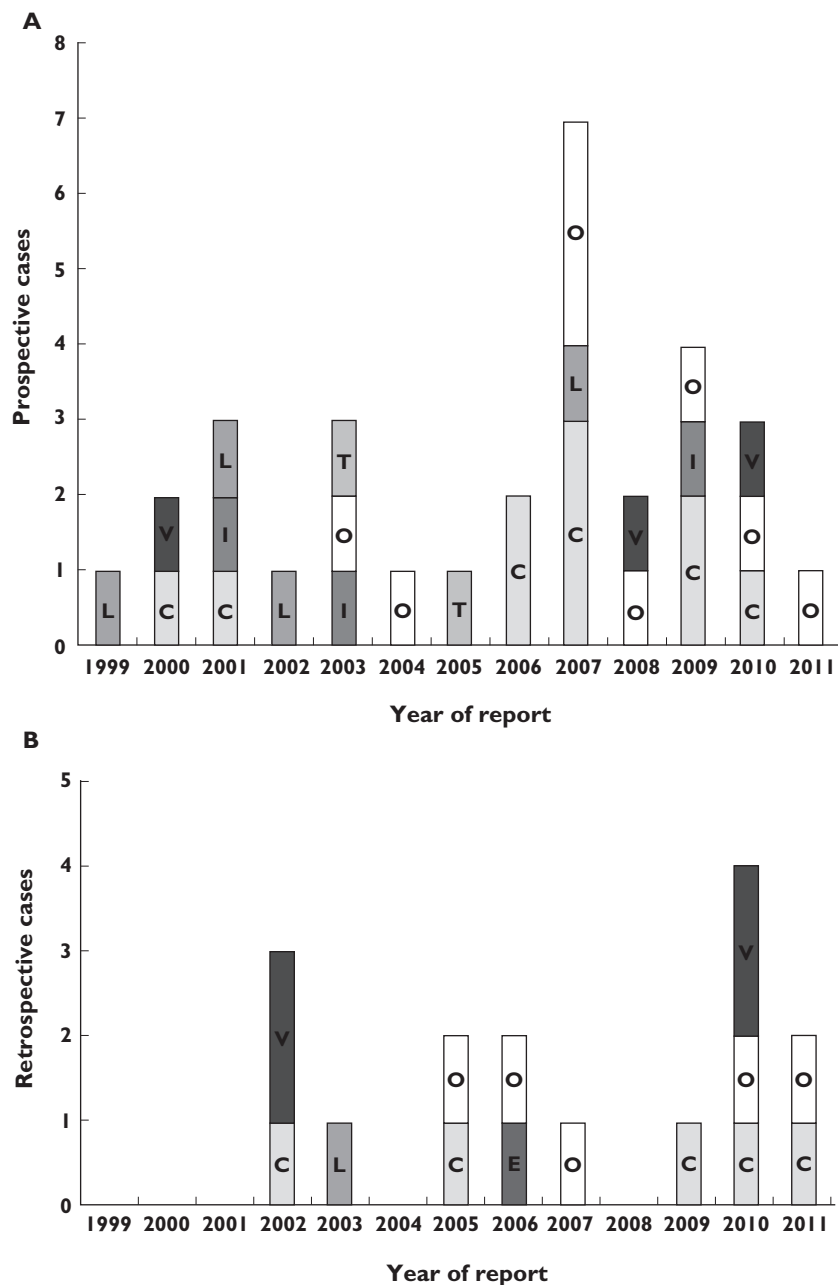 A
8
7
6
5
4
3
2
1
0
Prospective cases
O
L
C
L
I
C
V
C
L
T
O
I
L
O
T
C
V
O
O
I
C
V
O
C
O
1999 2000 2001 2002 2003 2004 2005 2006 2007 2008 2009 2010 2011
Year of report
B
5
4
3
2
1
0
Retrospective cases
V
C
L
O
C
O
E
O
C
V
O
C
O
C
1999 2000 2001 2002 2003 2004 2005 2006 2007 2008 2009 2010 2011
Year of report